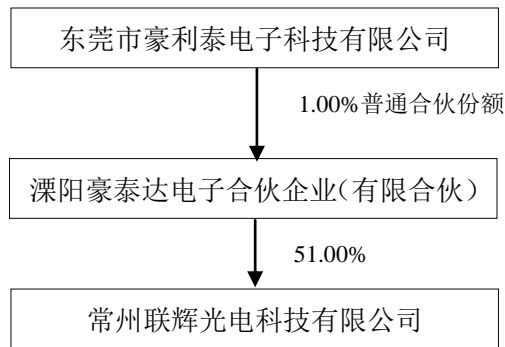 东莞市豪利泰电子科技有限公司
1.00%普通合伙份额
溧阳豪泰达电子合伙企业（有限合伙）
51.00%
常州联辉光电科技有限公司